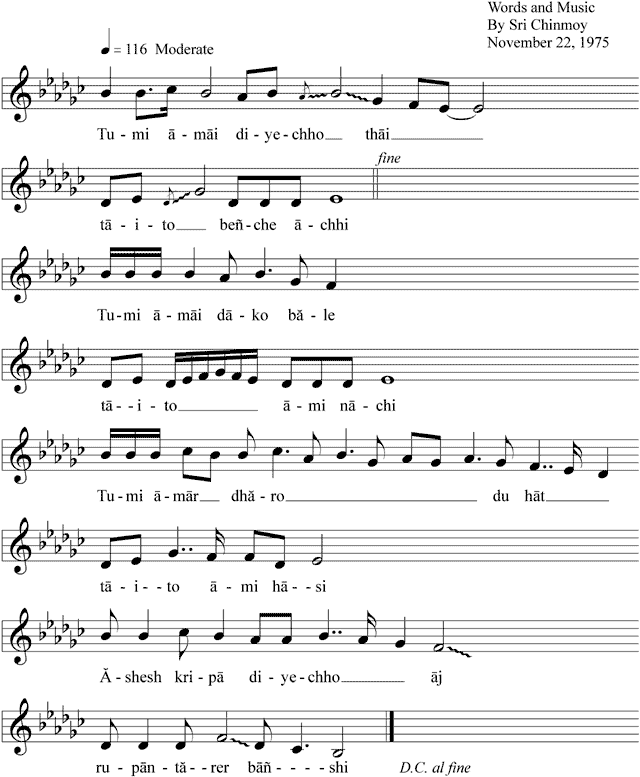 Words and Music
By Sri Chinmoy
November 22, 1975
= 116 Moderate
Tu-mi ā-māi di-ye-chho thāi
fine
tā-i-to beñ-che ā-chhi
Tu-mi ā-māi dā-ko bă-le
tā--i-to ā-mi nā-chi
Tu-mi ā-mār dhă-ro du hāt
tā-i--to ā-mi hā-si
Ă-shesh kri-pā di-ye-chho āj
ru-pān-tă--rer bāñ----shi
D.C. al fine